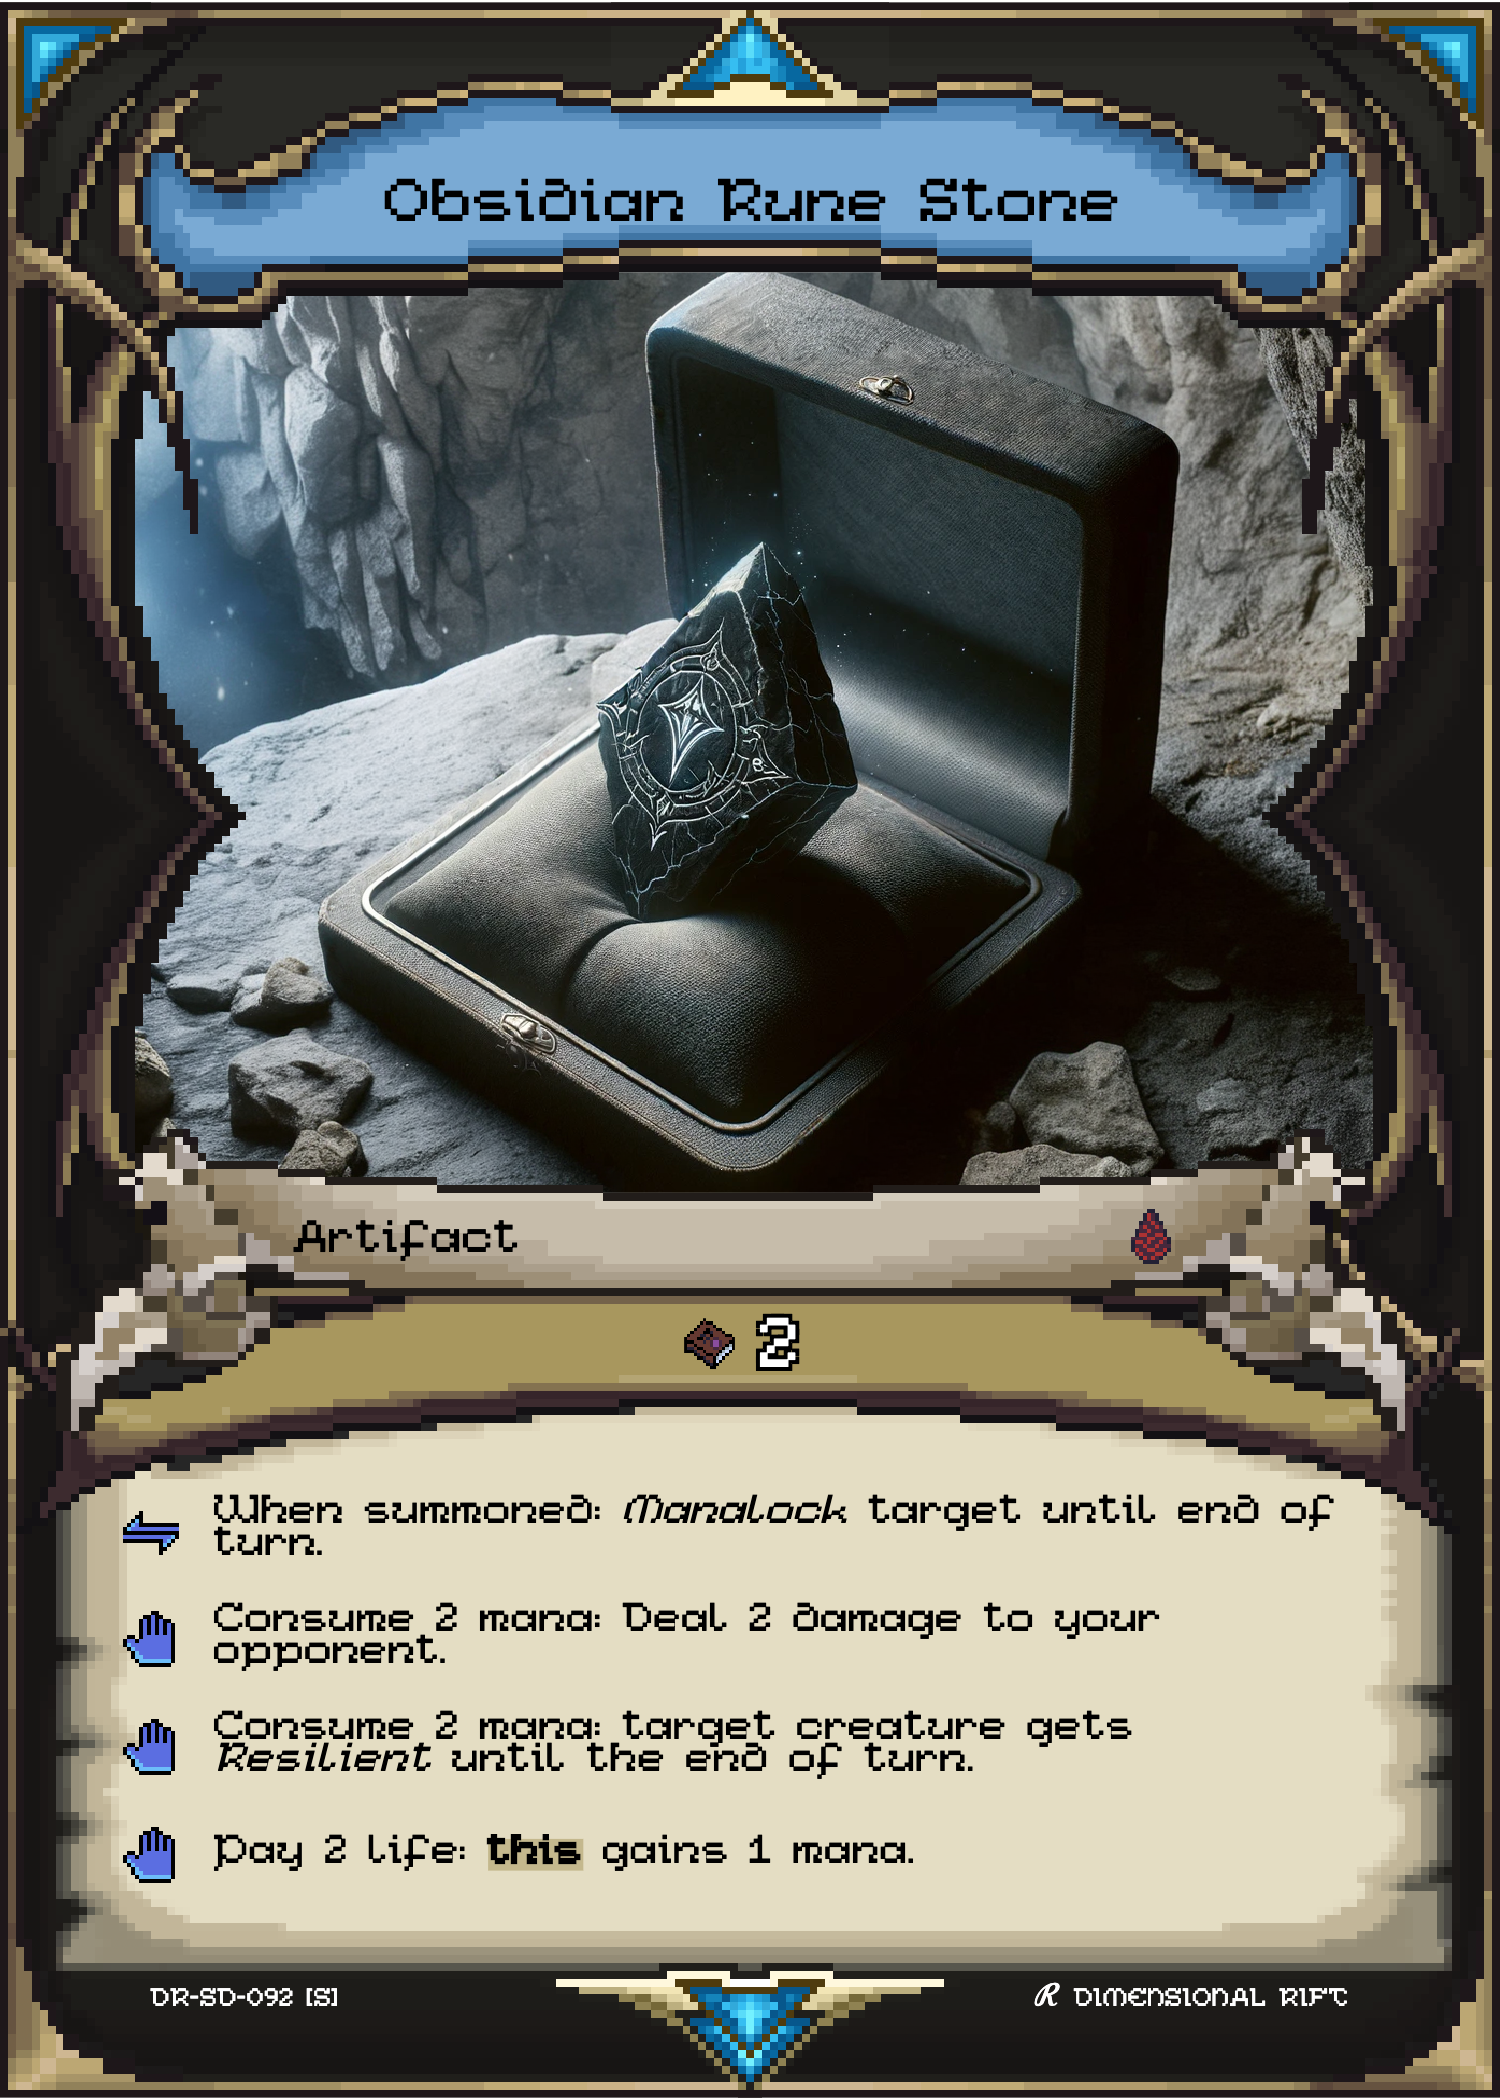 Obsidian Rune Stone
Artifact
2
When summoned: Manalock target until end of
turn.
Consume 2 mana: Deal 2 damage to your
opponent.
Consume 2 mana: target creature gets
Resilient until the end of turn.
Pay 2 life: this gains 1 mana.
DR-SD-092 [S]
R DIMENSIONAL RIFT